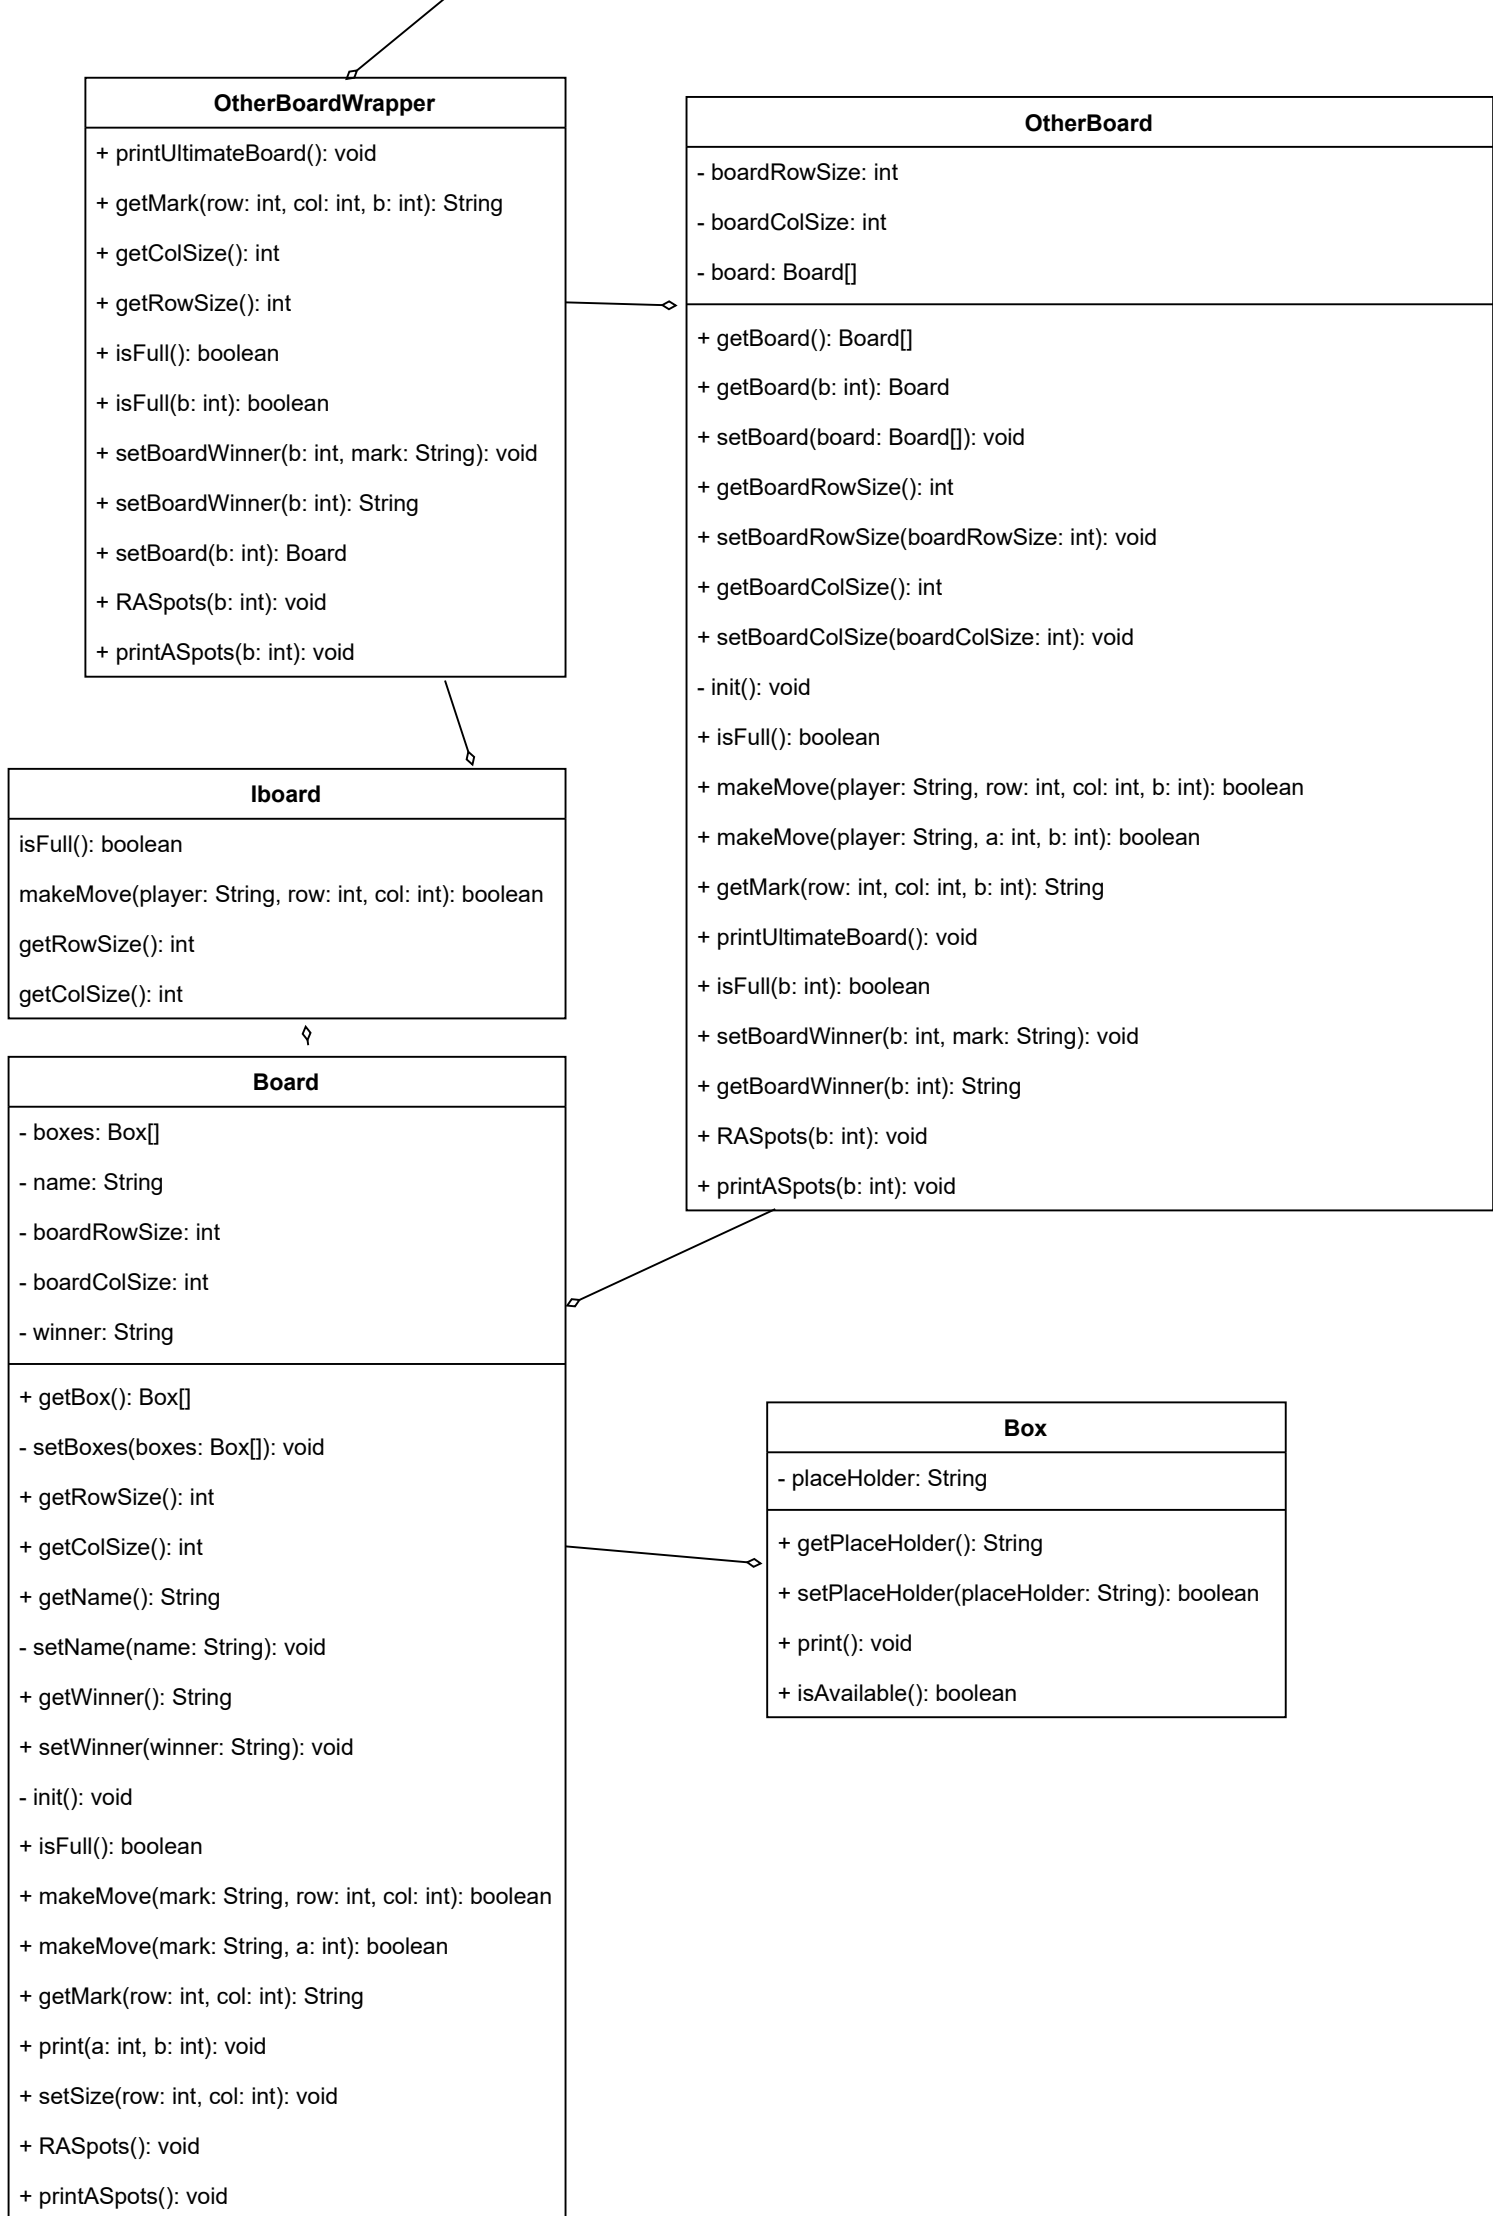 OtherBoardWrapper
+ printUltimateBoard(): void
+ getMark(row: int, col: int, b: int): String
+ getColSize(): int
+ getRowSize(): int
+ isFull(): boolean
+ isFull(b: int): boolean
+ setBoardWinner(b: int, mark: String): void
+ setBoardWinner(b: int): String
+ setBoard(b: int): Board
+ RASpots(b: int): void
+ printASpots(b: int): void
OtherBoard
- boardRowSize: int
- boardColSize: int
- board: Board[]
+ getBoard(): Board[]
+ getBoard(b: int): Board
+ setBoard(board: Board[]): void
+ getBoardRowSize(): int
+ setBoardRowSize(boardRowSize: int): void
+ getBoardColSize(): int
+ setBoardColSize(boardColSize: int): void
- init(): void
+ isFull(): boolean
+ makeMove(player: String, row: int, col: int, b: int): boolean
+ makeMove(player: String, a: int, b: int): boolean
+ getMark(row: int, col: int, b: int): String
+ printUltimateBoard(): void
+ isFull(b: int): boolean
+ setBoardWinner(b: int, mark: String): void
+ getBoardWinner(b: int): String
+ RASpots(b: int): void
+ printASpots(b: int): void
Iboard
isFull(): boolean
makeMove(player: String, row: int, col: int): boolean
getRowSize(): int
getColSize(): int
Board
- boxes: Box[]
- name: String
- boardRowSize: int
- boardColSize: int
- winner: String
+ getBox(): Box[]
- setBoxes(boxes: Box[]): void
+ getRowSize(): int
+ getColSize(): int
+ getName(): String
- setName(name: String): void
+ getWinner(): String
+ setWinner(winner: String): void
- init(): void
+ isFull(): boolean
+ makeMove(mark: String, row: int, col: int): boolean
+ makeMove(mark: String, a: int): boolean
+ getMark(row: int, col: int): String
+ print(a: int, b: int): void
+ setSize(row: int, col: int): void
+ RASpots(): void
+ printASpots(): void
Box
- placeHolder: String
+ getPlaceHolder(): String
+ setPlaceHolder(placeHolder: String): boolean
+ print(): void
+ isAvailable(): boolean